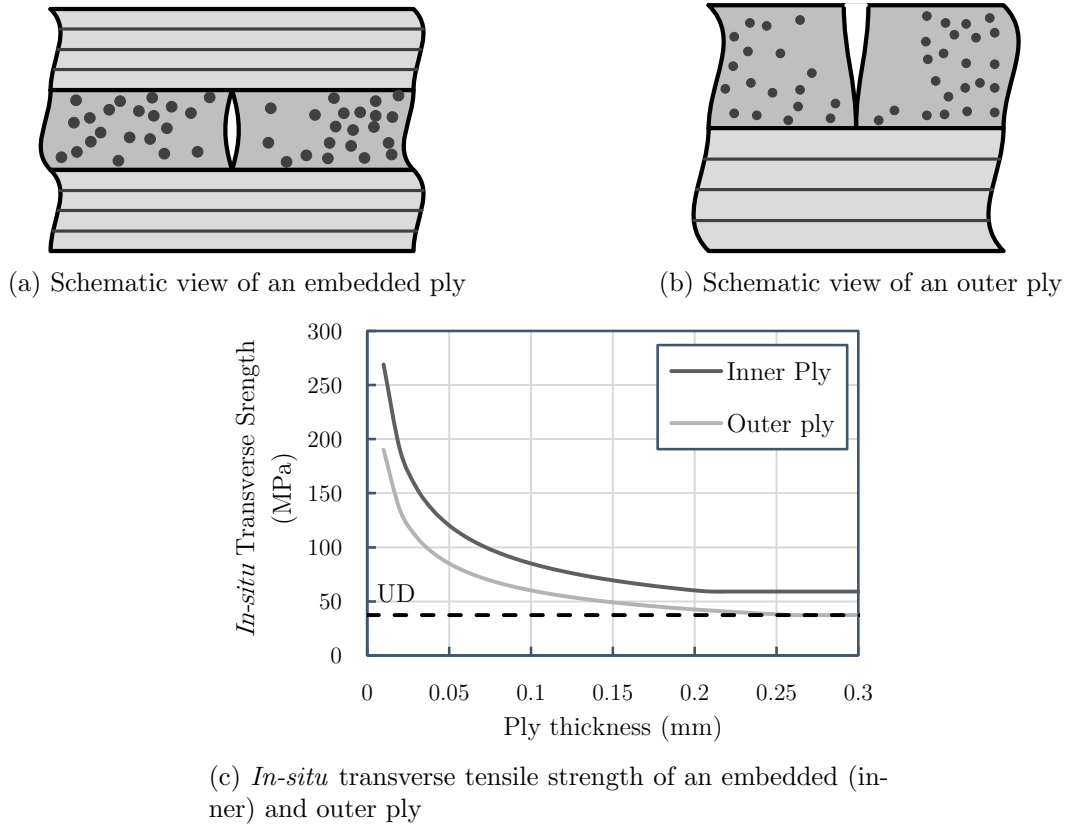 (a) Schematic view of an embedded ply
(b) Schematic view of an outer ply
In-situ Transverse Srength
(MPa)
300
250
200
150
100
50
0
Inner Ply
Outer ply
UD
0 0.05 0.1 0.15 0.2 0.25 0.3
Ply thickness (mm)
(c) In-situ transverse tensile strength of an embedded (in-
ner) and outer ply